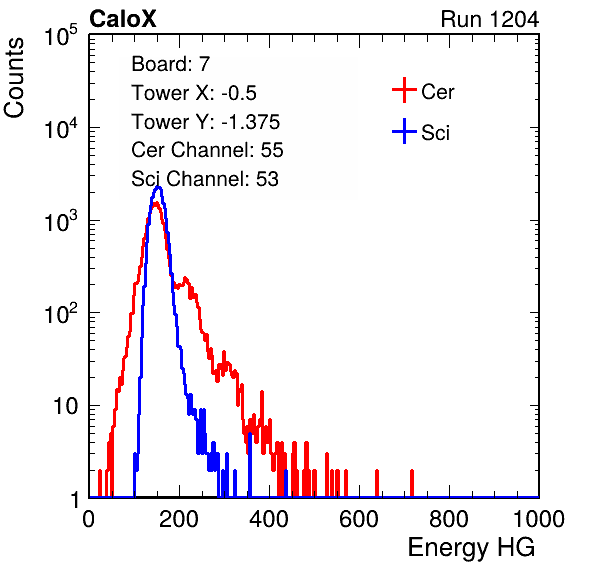 CaloX Run 1204
Board: 7
Tower X: -0.5
Tower Y: -1.375
Cer Channel: 55
Sci Channel: 53
Cer
Sci
Counts
10^5
10^4
10^3
10^2
10
1
0 200 400 600 800 1000
Energy HG